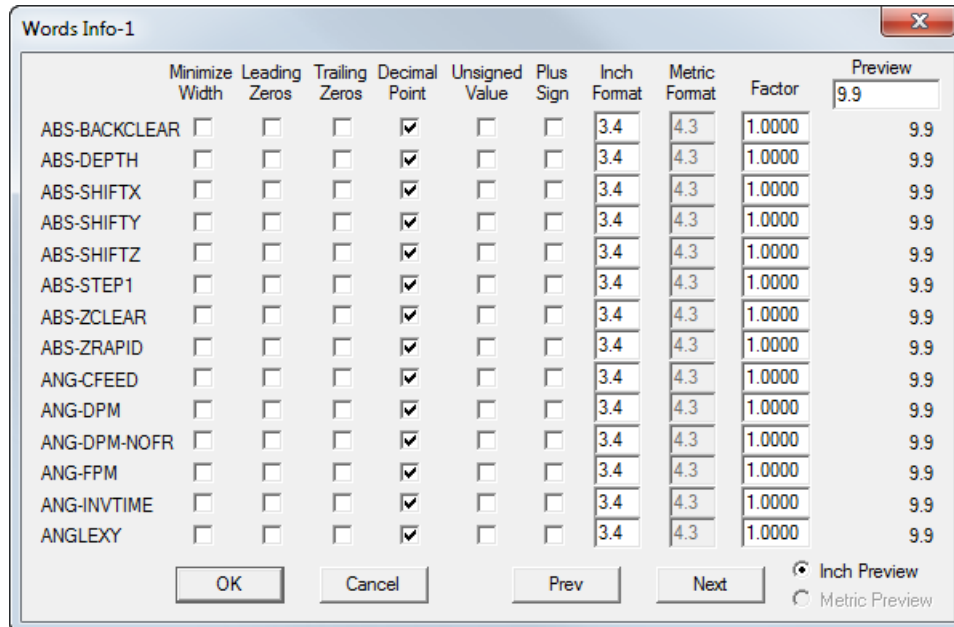 Words Info-1
Minimize Leading Trailing Decimal Unsigned Plus Inch Metric Factor Preview
Width Zeros Zeros Point Value Sign Format Format 9.9
ABS-BACKCLEAR 3.4 4.3 1.0000 9.9
ABS-DEPTH 3.4 4.3 1.0000 9.9
ABS-SHIFTX 3.4 4.3 1.0000 9.9
ABS-SHIFTY 3.4 4.3 1.0000 9.9
ABS-SHIFTZ 3.4 4.3 1.0000 9.9
ABS-STEP1 3.4 4.3 1.0000 9.9
ABS-ZCLEAR 3.4 4.3 1.0000 9.9
ABS-ZRAPID 3.4 4.3 1.0000 9.9
ANG-CFEED 3.4 4.3 1.0000 9.9
ANG-DPM 3.4 4.3 1.0000 9.9
ANG-DPM-NOFR 3.4 4.3 1.0000 9.9
ANG-FPM 3.4 4.3 1.0000 9.9
ANG-INVTIME 3.4 4.3 1.0000 9.9
ANGLEXY 3.4 4.3 1.0000 9.9
OK Cancel Prev Next Inch Preview
Metric Preview